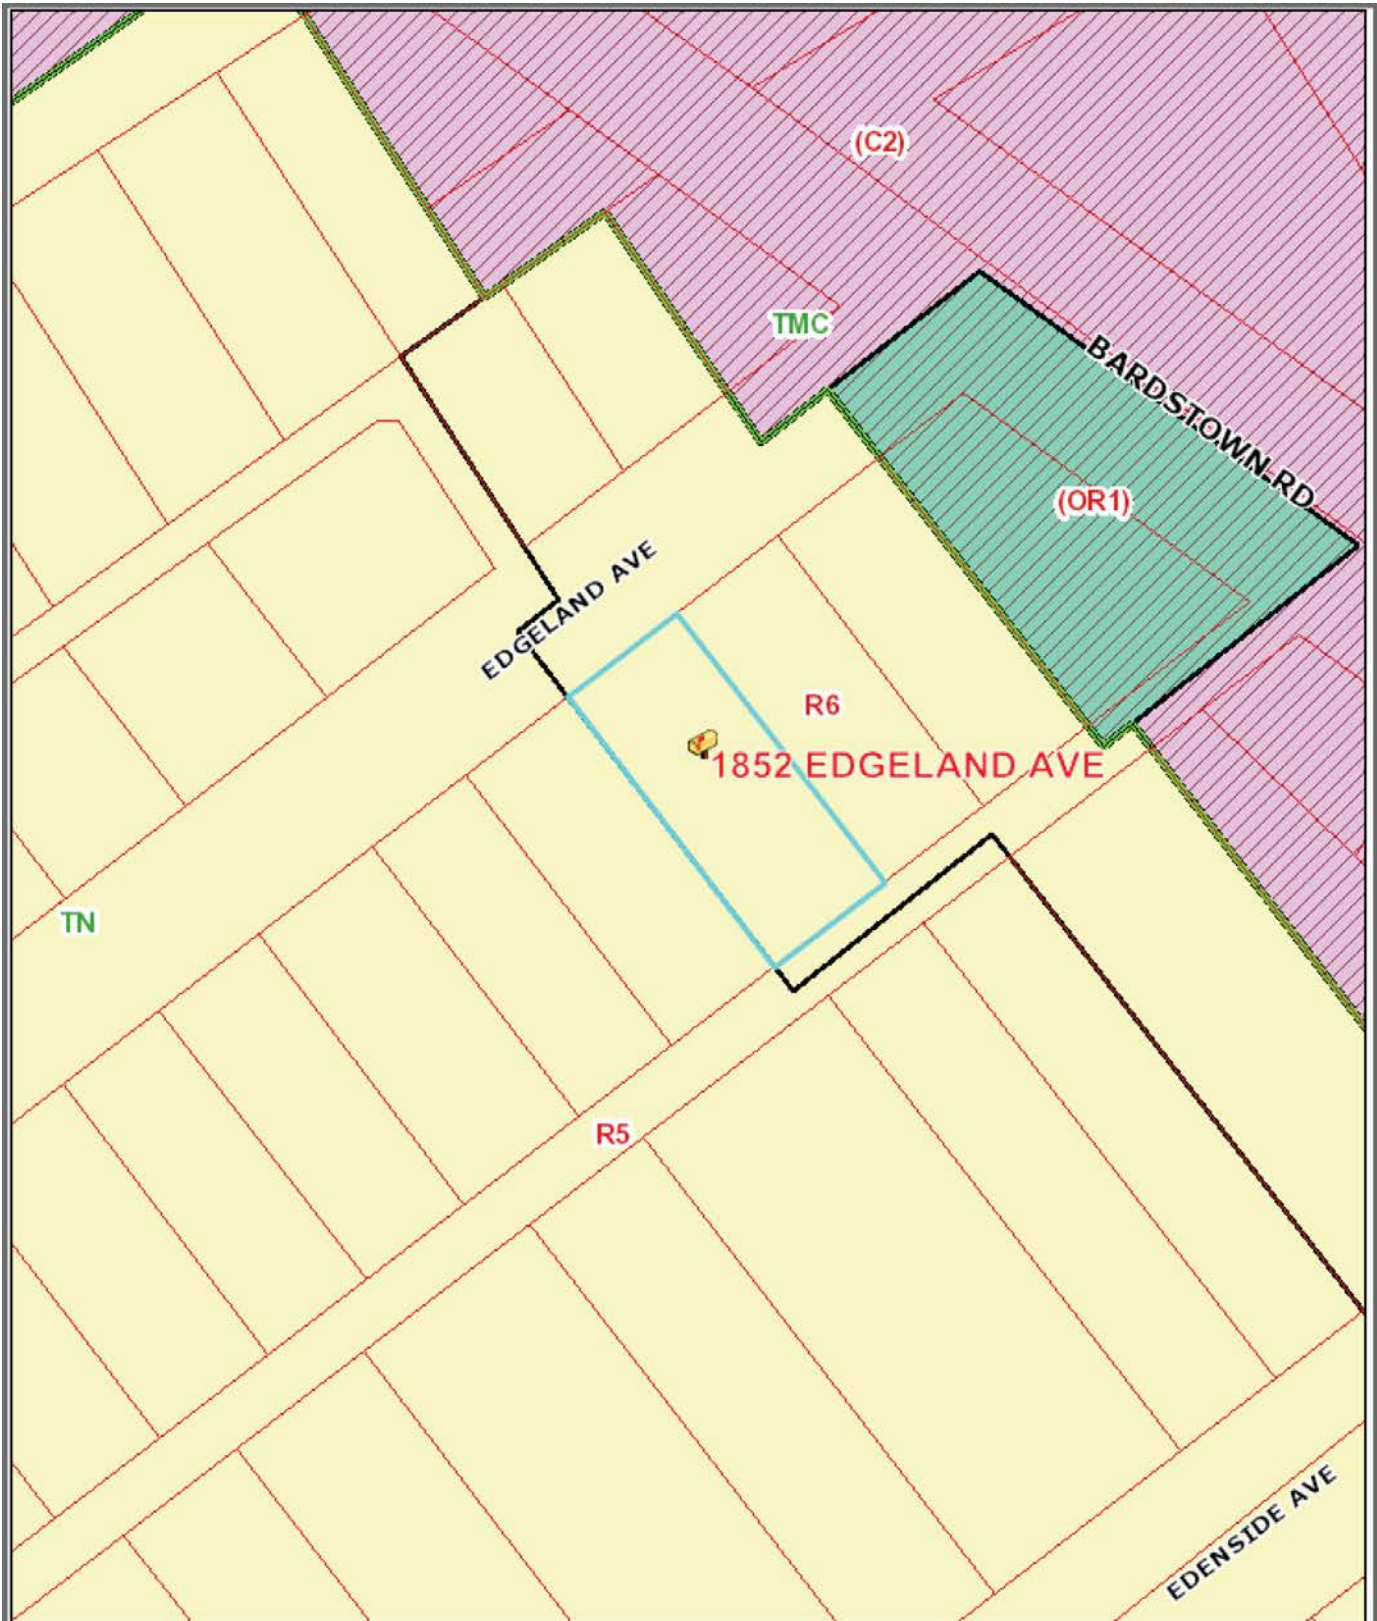 (C2)
TMC
BARDSTOWN RD
(OR1)
EDGELAND AVE
R6
1852 EDGELAND AVE
TN
R5
EDENSIDE AVE